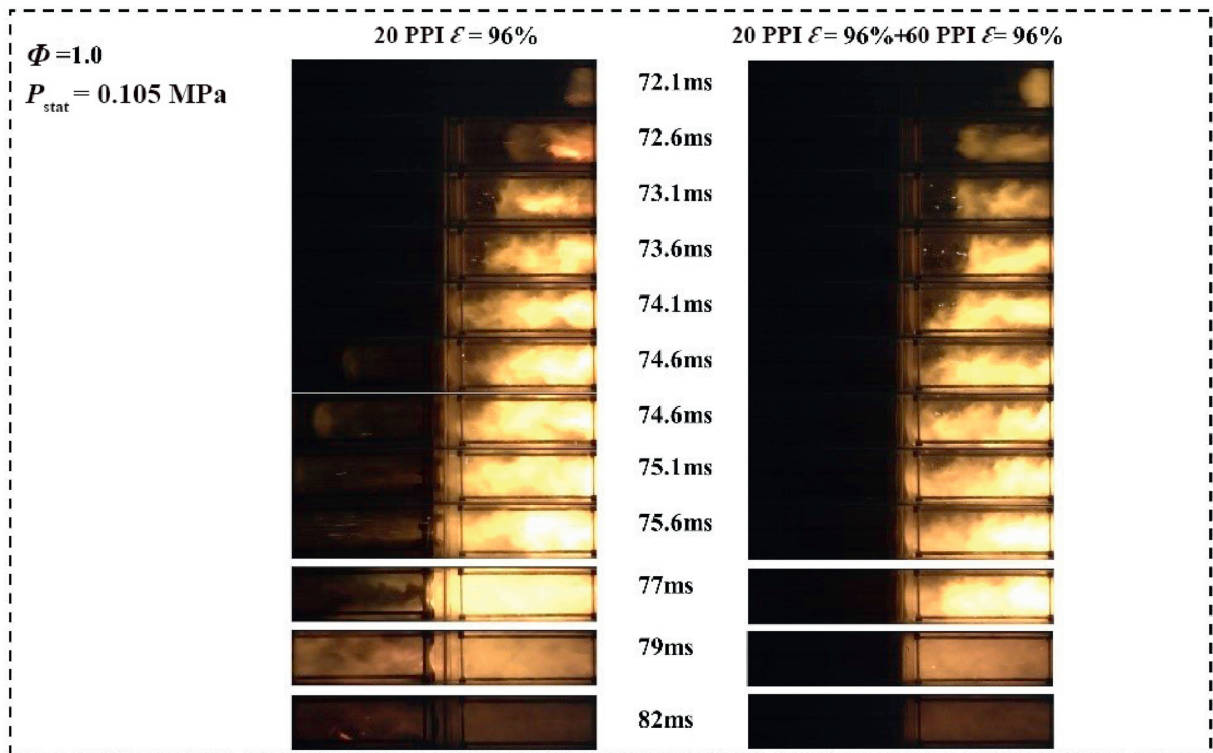 20 PPI ℰ = 96%
20 PPI ℰ = 96%+60 PPI ℰ= 96%
Φ =1.0
P_stat = 0.105 MPa
72.1ms
72.6ms
73.1ms
73.6ms
74.1ms
74.6ms
74.6ms
75.1ms
75.6ms
77ms
79ms
82ms